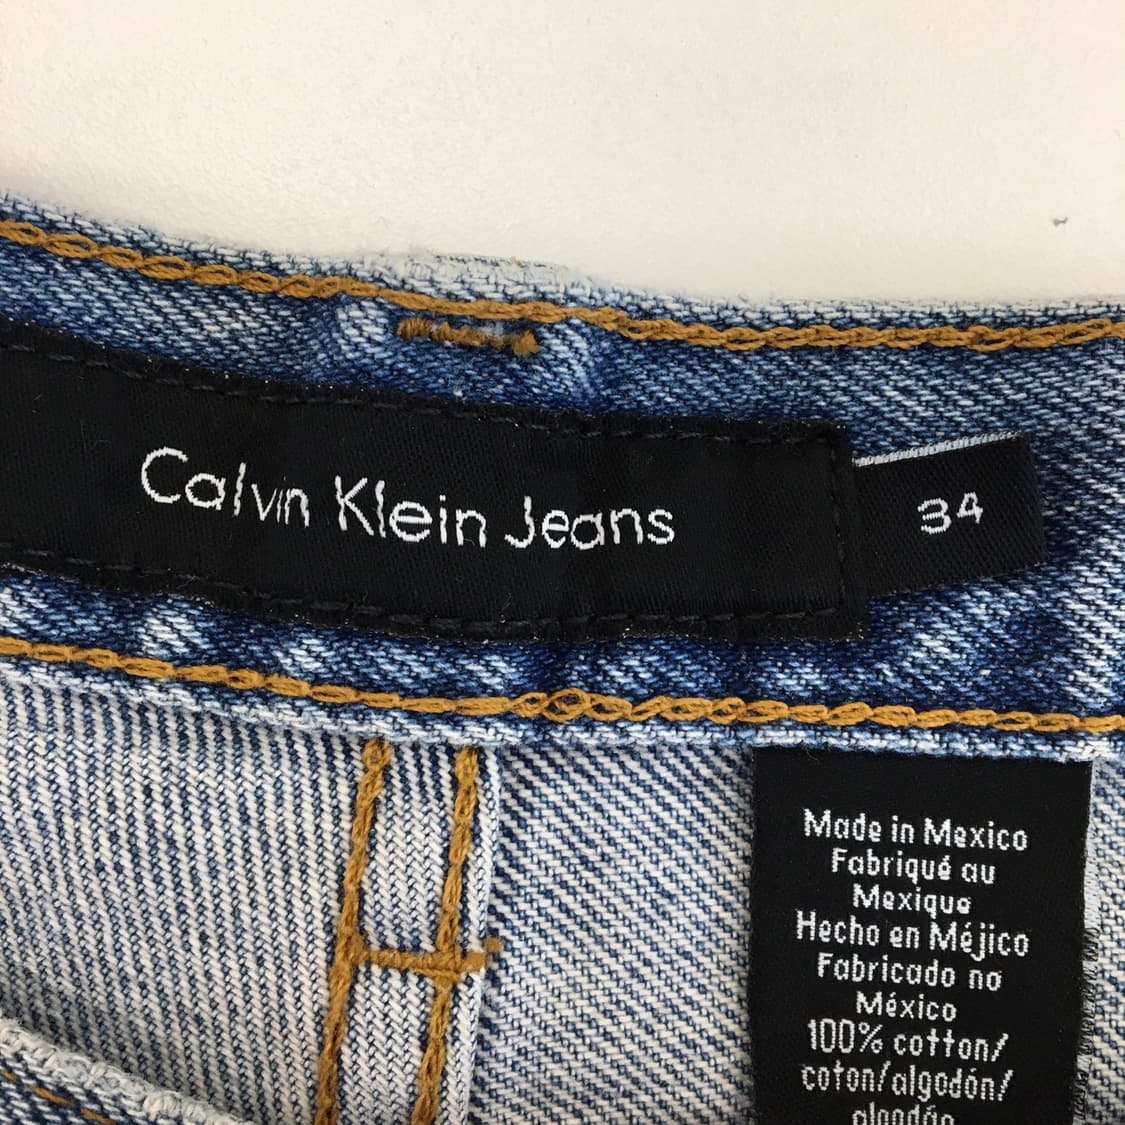 Calvin Klein Jeans
34
Made in Mexico
Fabriqué au
Mexique
Hecho en Méjico
Fabricado no
México
100% cotton/
coton/algodón/
algodão